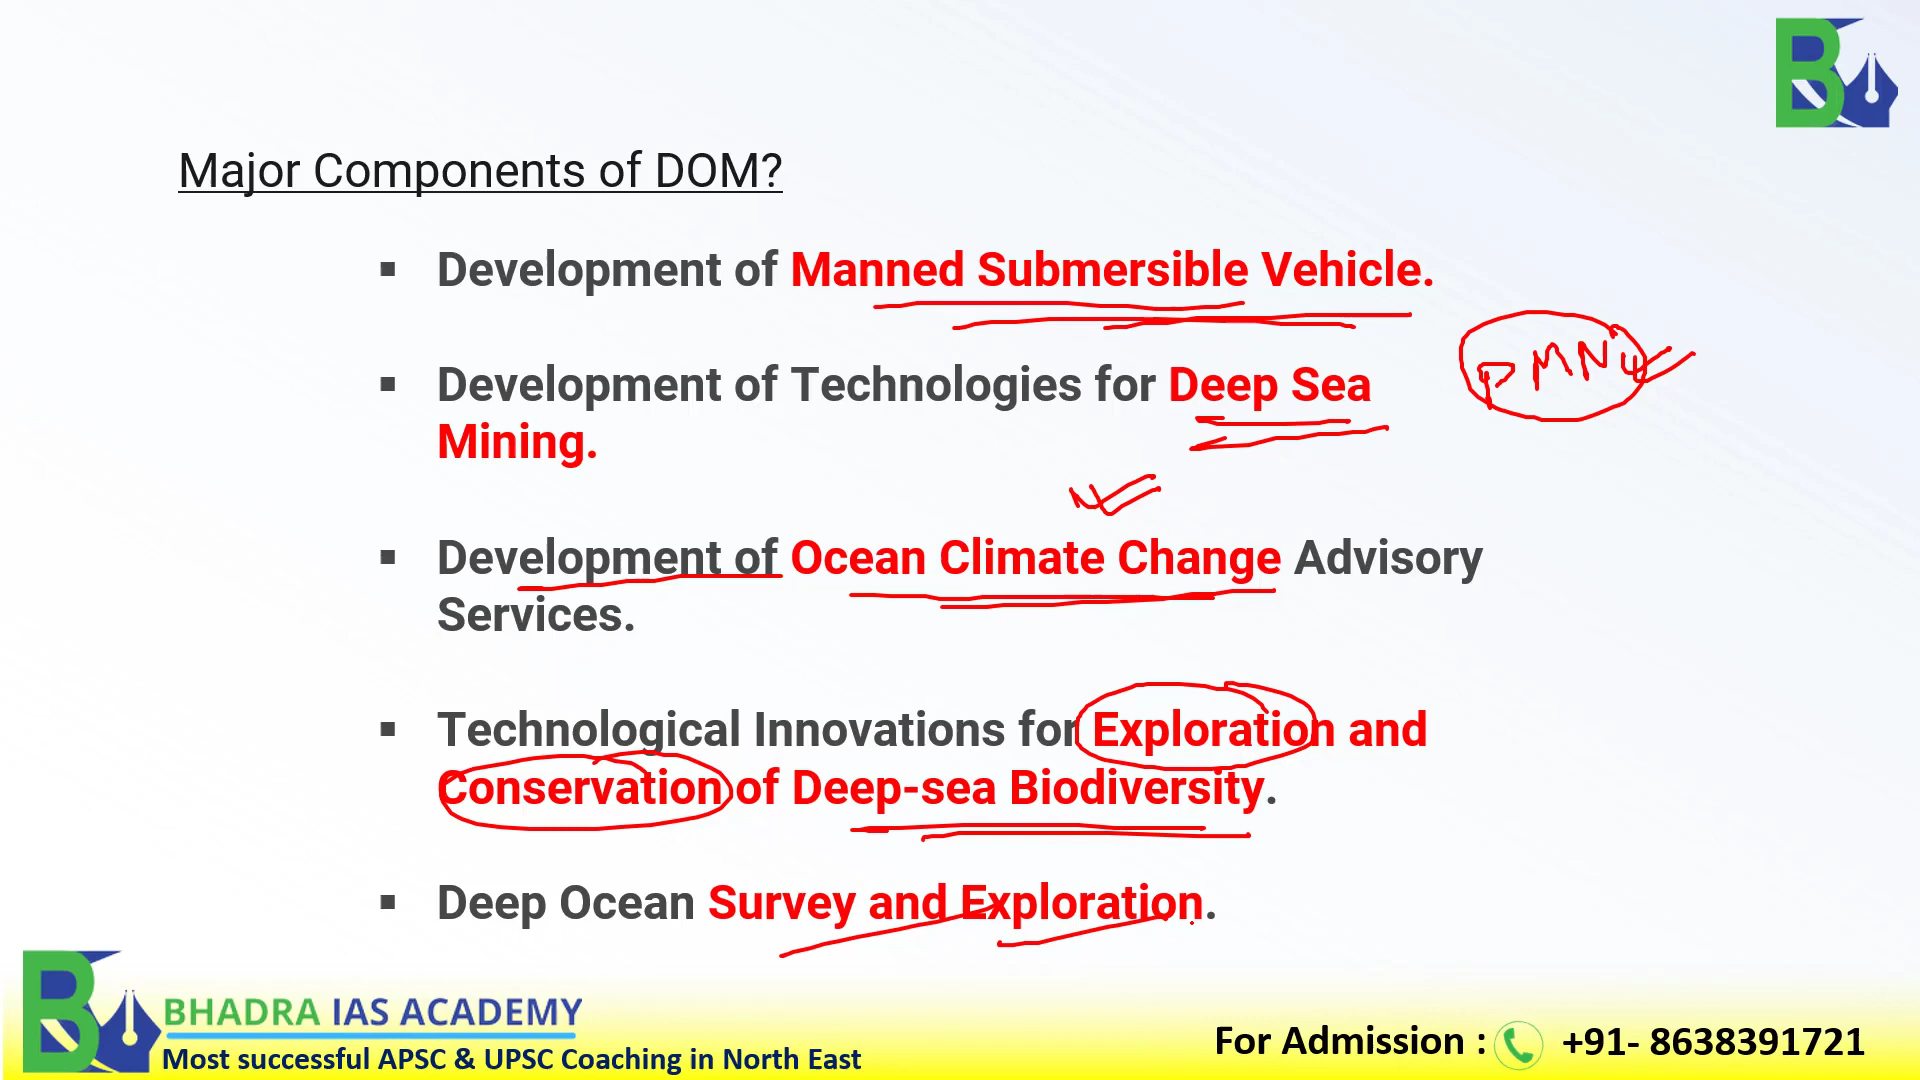 Major Components of DOM?
▪ Development of Manned Submersible Vehicle.
▪ Development of Technologies for Deep Sea
Mining.
PMN
▪ Development of Ocean Climate Change Advisory
Services.
▪ Technological Innovations for Exploration and
Conservation of Deep-sea Biodiversity.
▪ Deep Ocean Survey and Exploration.
BHADRA IAS ACADEMY
Most successful APSC & UPSC Coaching in North East
For Admission : +91- 8638391721